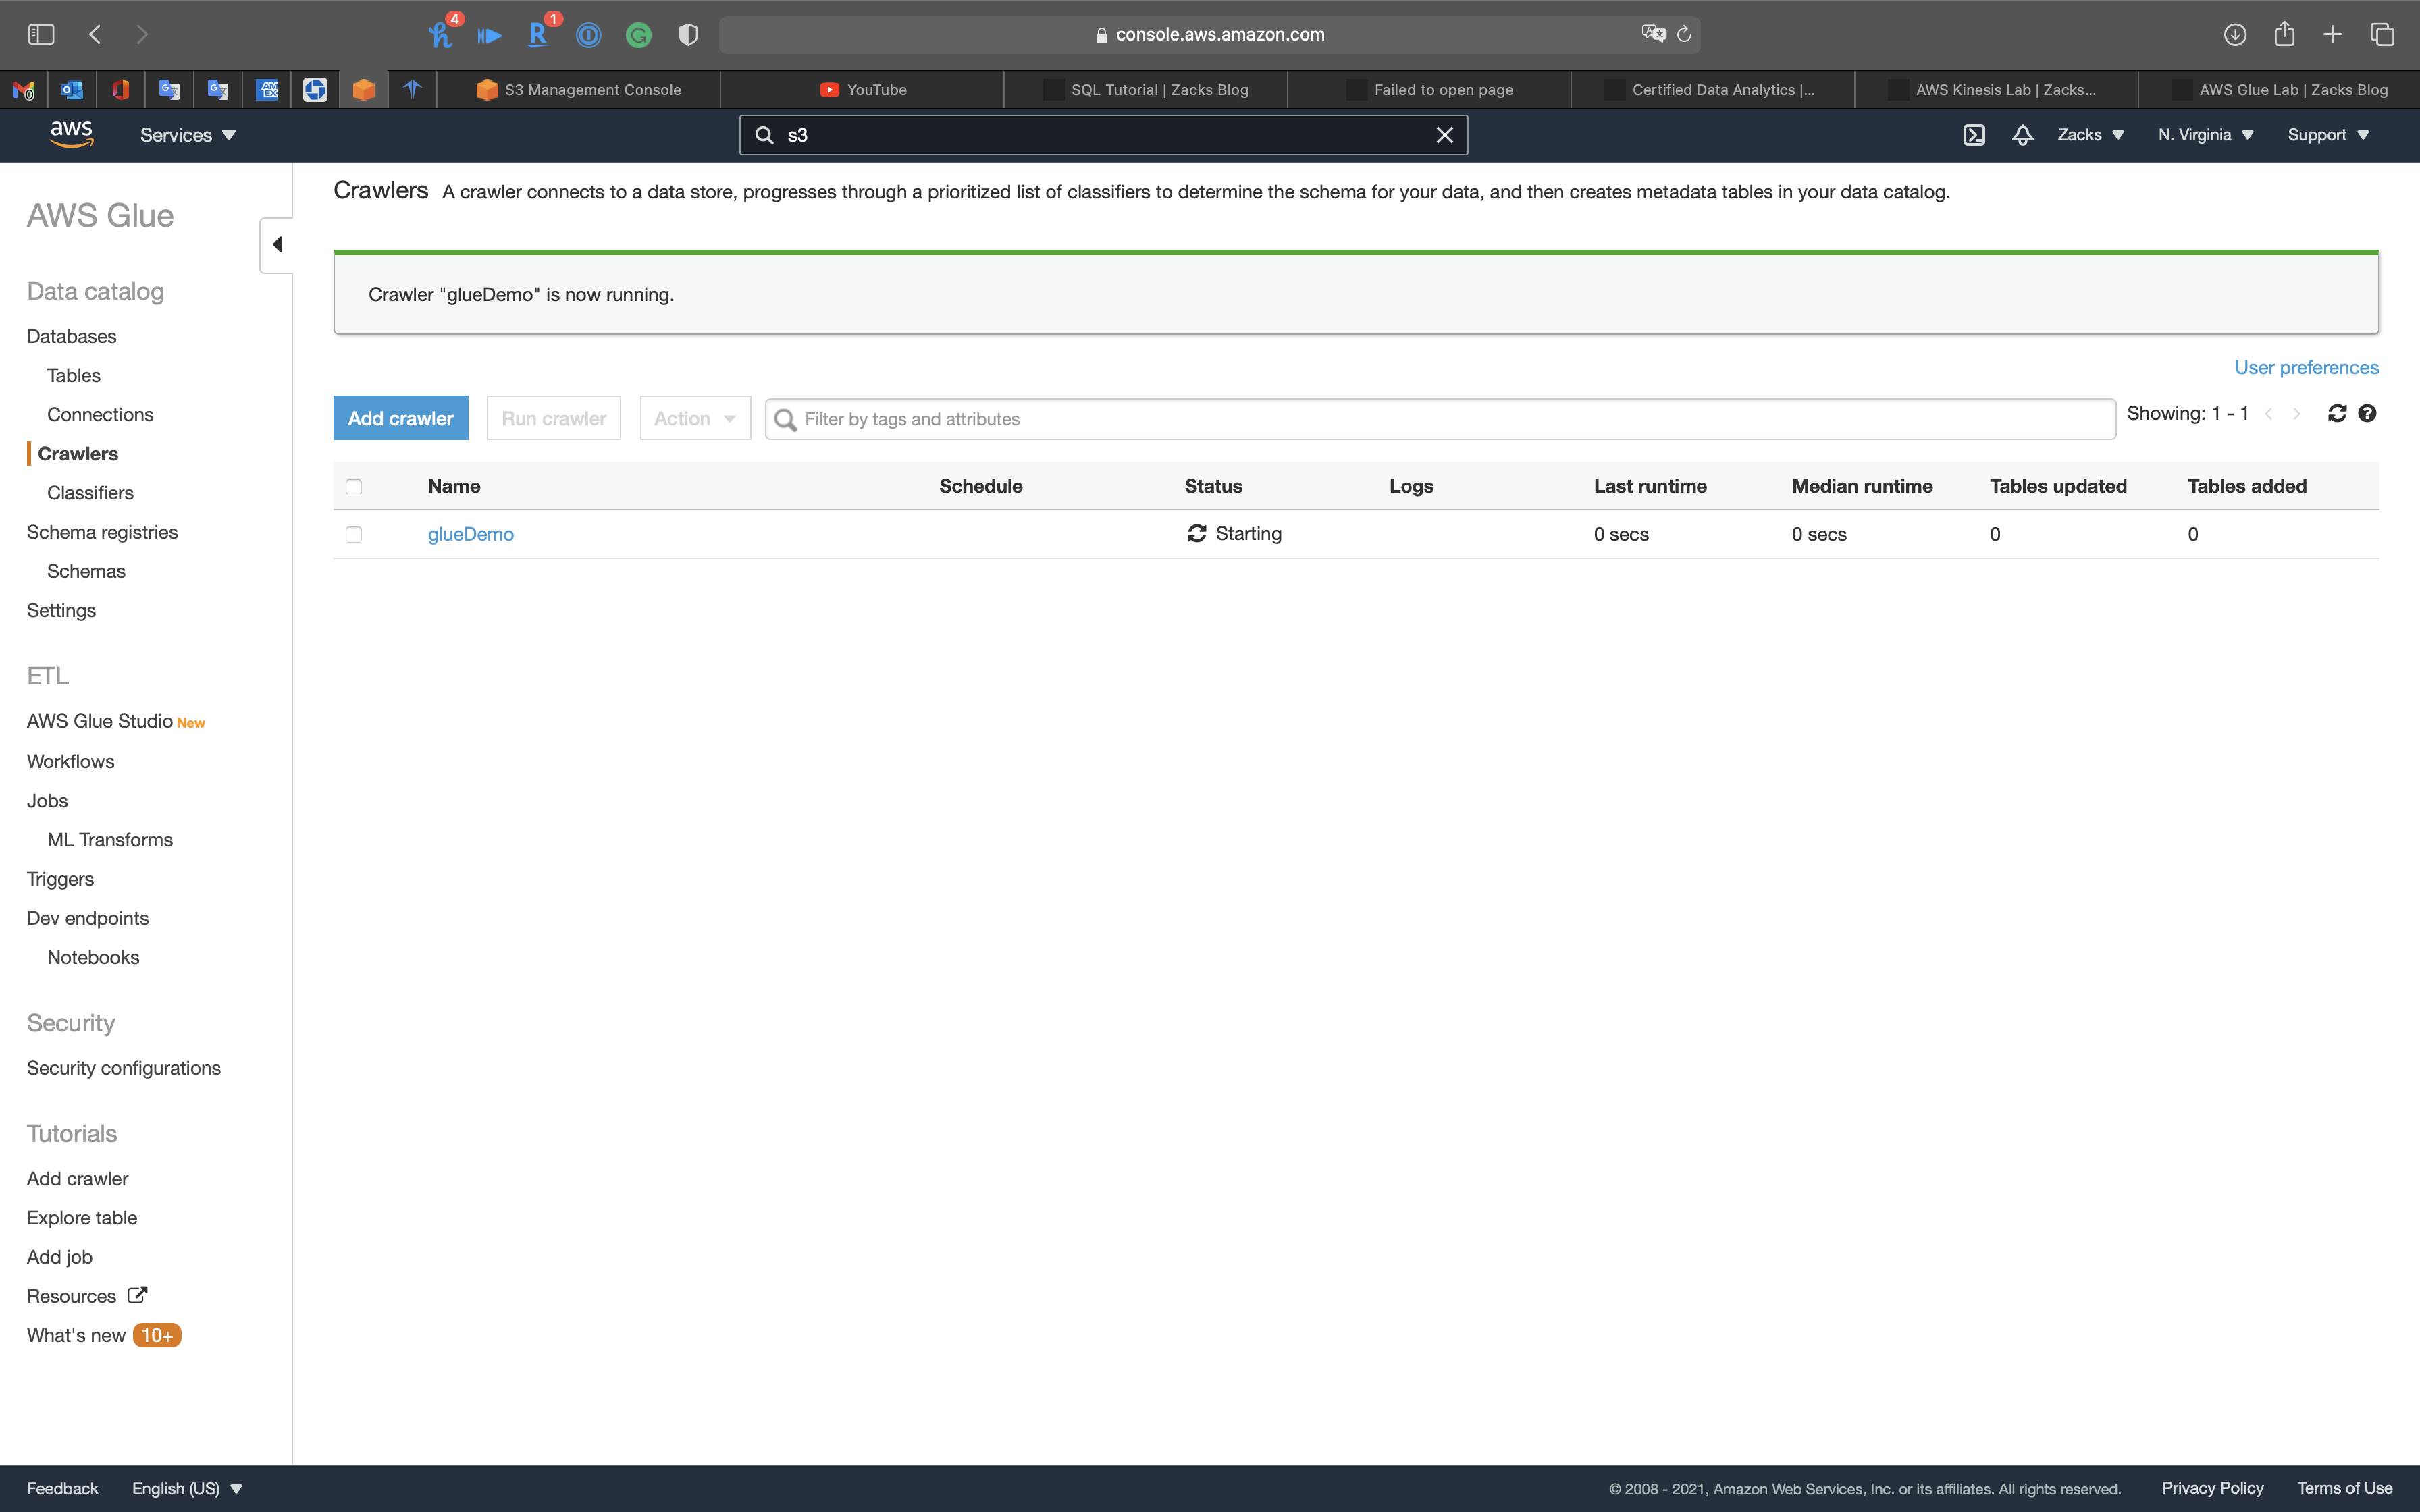 4
1
console.aws.amazon.com
S3 Management Console
YouTube
SQL Tutorial | Zacks Blog
Failed to open page
Certified Data Analytics |...
AWS Kinesis Lab | Zacks...
AWS Glue Lab | Zacks Blog
aws
Services
s3
Zacks
N. Virginia
Support
AWS Glue
Data catalog
Databases
Tables
Connections
Crawlers
Classifiers
Schema registries
Schemas
Settings
ETL
AWS Glue Studio New
Workflows
Jobs
ML Transforms
Triggers
Dev endpoints
Notebooks
Security
Security configurations
Tutorials
Add crawler
Explore table
Add job
Resources
What's new 10+
Crawlers A crawler connects to a data store, progresses through a prioritized list of classifiers to determine the schema for your data, and then creates metadata tables in your data catalog.
Crawler "glueDemo" is now running.
User preferences
Add crawler Run crawler Action Filter by tags and attributes Showing: 1 - 1
Name Schedule Status Logs Last runtime Median runtime Tables updated Tables added
glueDemo Starting 0 secs 0 secs 0 0
Feedback English (US) © 2008 - 2021, Amazon Web Services, Inc. or its affiliates. All rights reserved. Privacy Policy Terms of Use